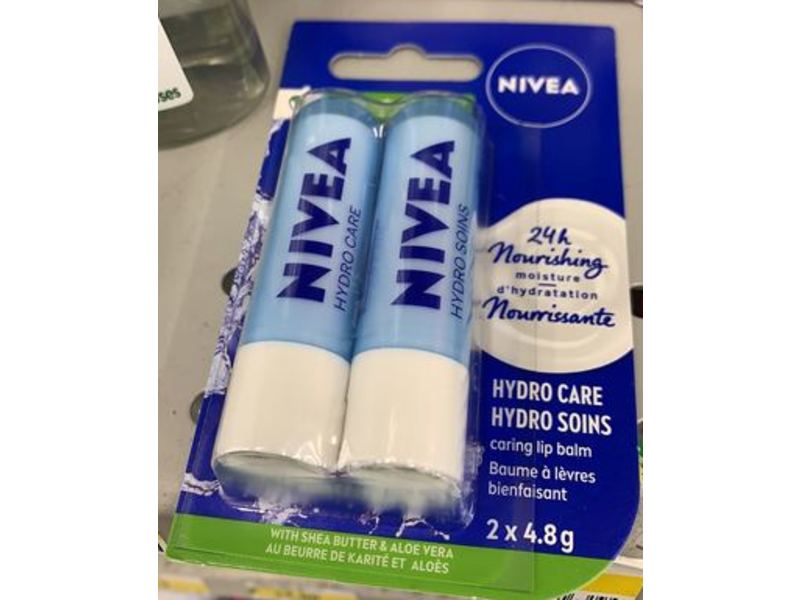 ses
NIVEA
NIVEA
HYDRO CARE
NIVEA
HYDRO SOINS
24h
Nourishing
moisture
d'hydratation
Nourrissante
HYDRO CARE
HYDRO SOINS
caring lip balm
Baume à lèvres
bienfaisant
2 x 4.8g
WITH SHEA BUTTER & ALOE VERA
AU BEURRE DE KARITÉ ET ALOÈS